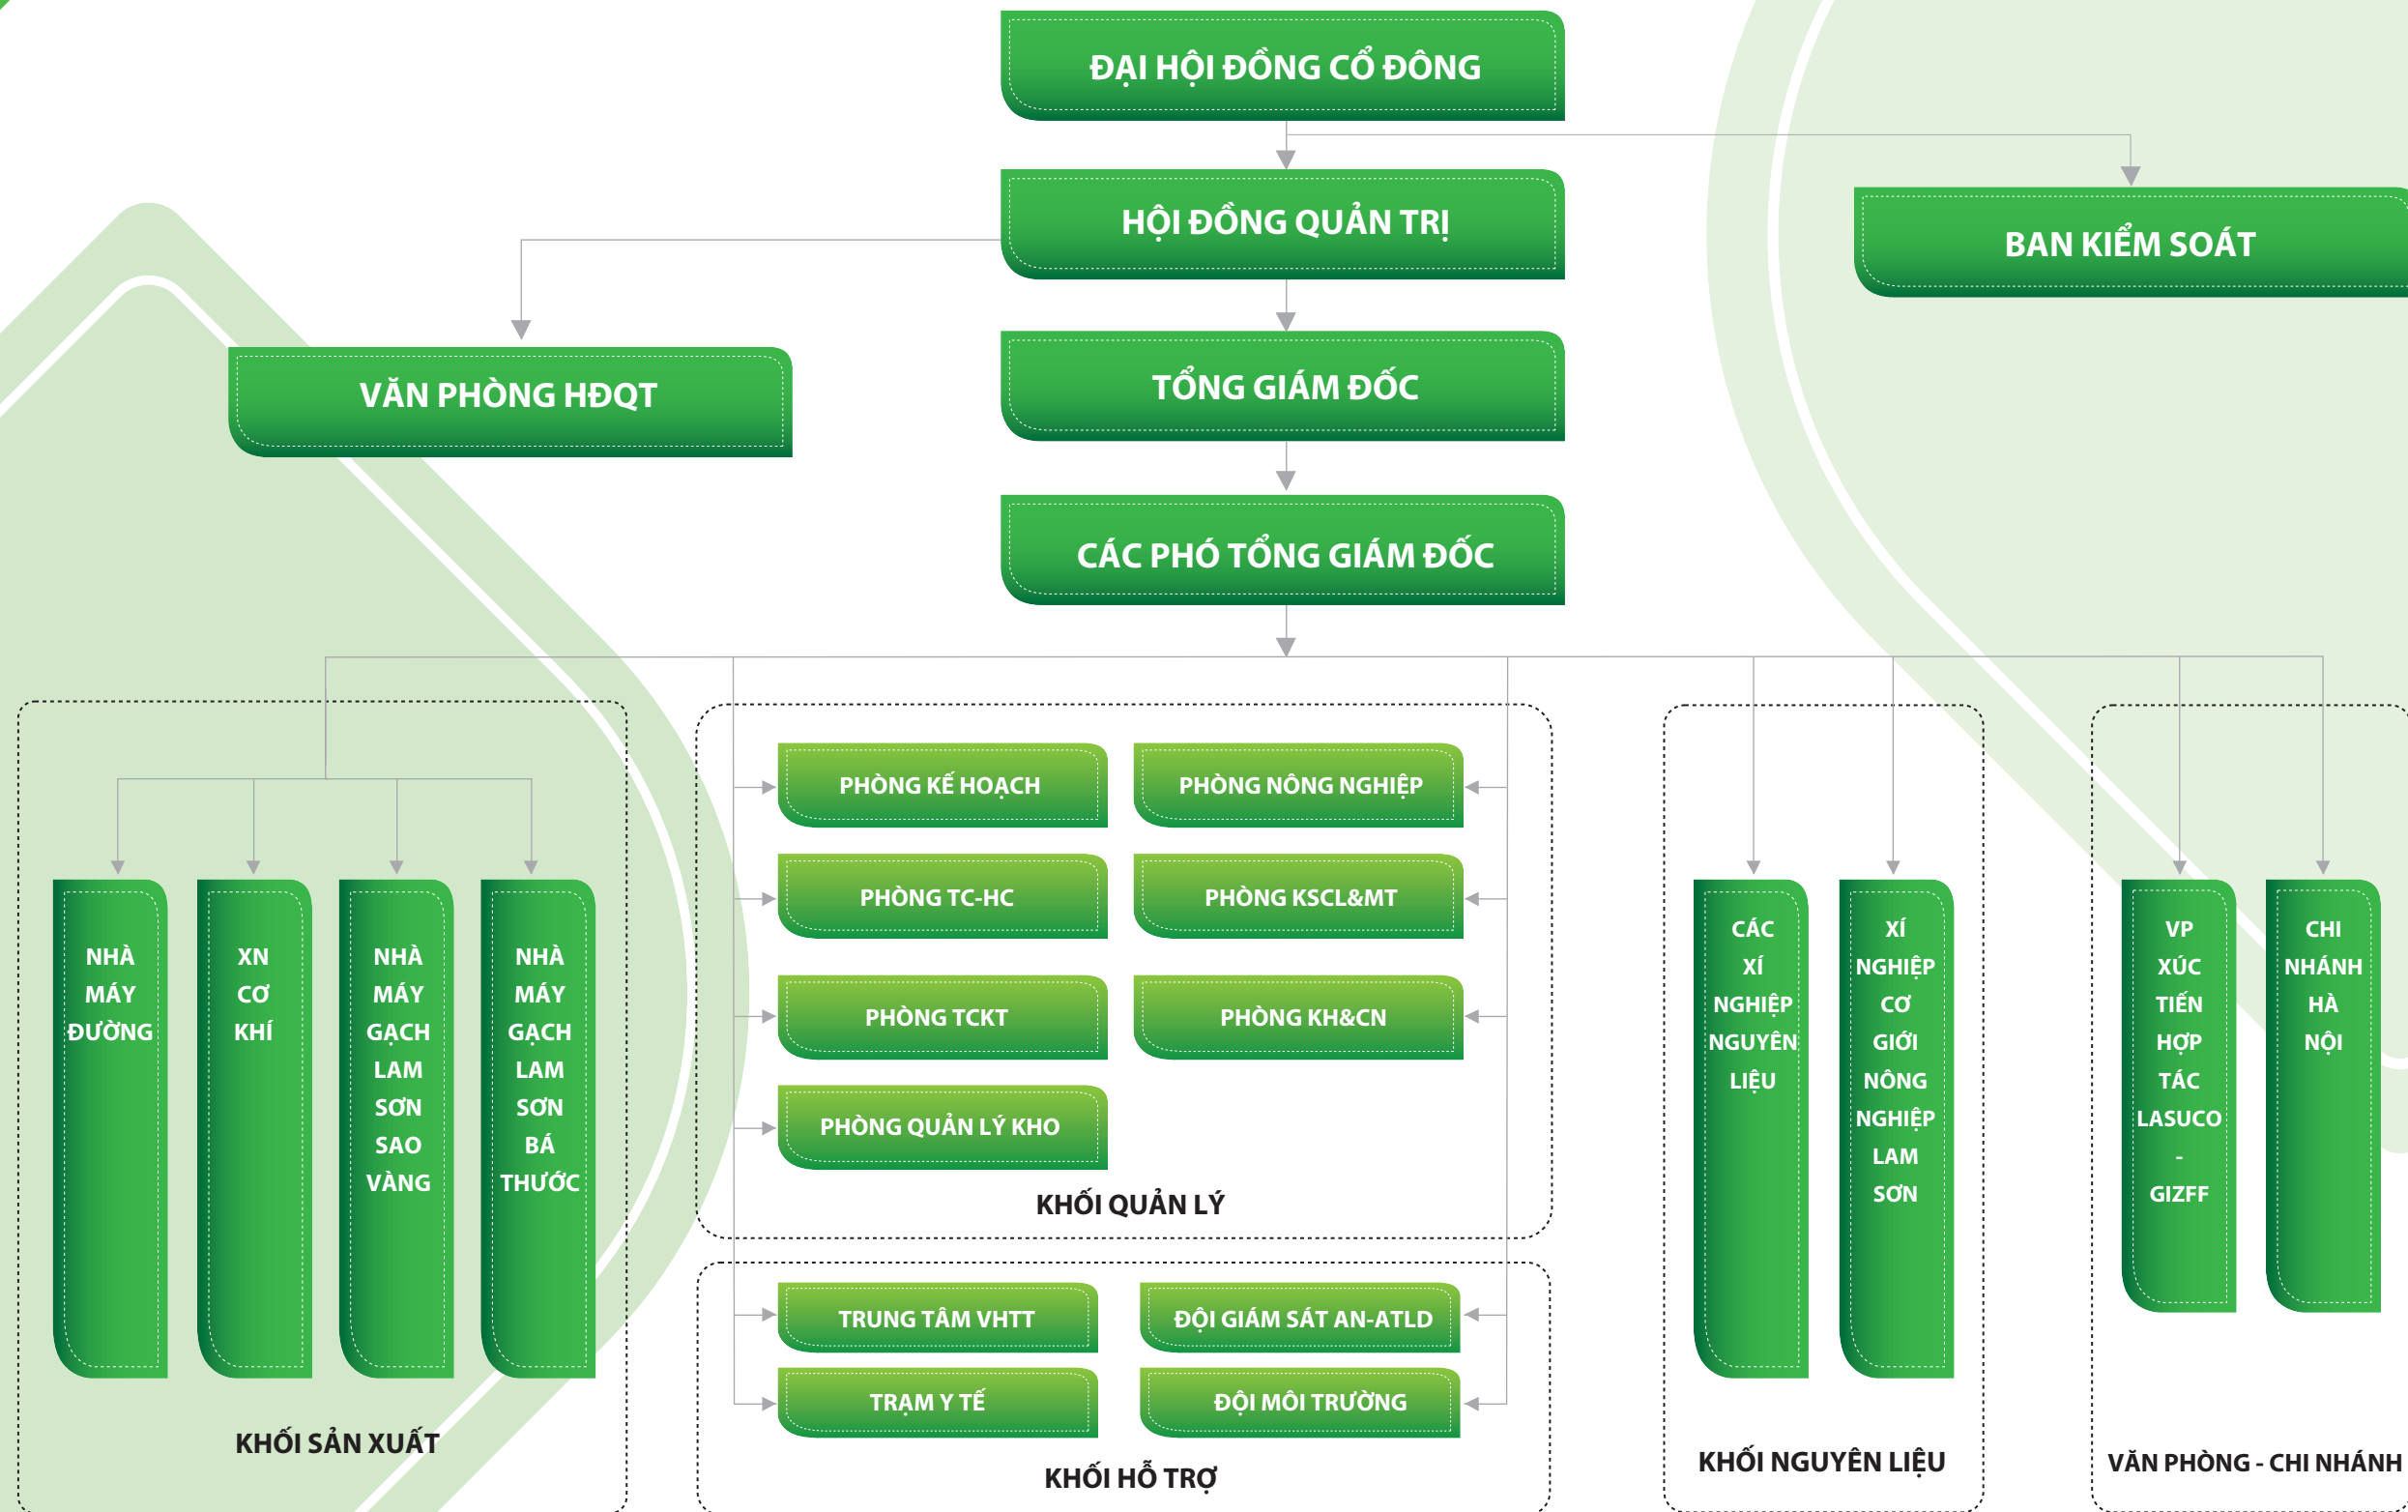 ĐẠI HỘI ĐỒNG CỔ ĐÔNG
HỘI ĐỒNG QUẢN TRỊ
BAN KIỂM SOÁT
VĂN PHÒNG HĐQT
TỔNG GIÁM ĐỐC
CÁC PHÓ TỔNG GIÁM ĐỐC
NHÀ
MÁY
ĐƯỜNG
XN
CƠ
KHÍ
NHÀ
MÁY
GẠCH
LAM
SƠN
SAO
VÀNG
NHÀ
MÁY
GẠCH
LAM
SƠN
BÁ
THƯỚC
KHỐI SẢN XUẤT
PHÒNG KẾ HOẠCH
PHÒNG NÔNG NGHIỆP
PHÒNG TC-HC
PHÒNG KSCL&MT
PHÒNG TCKT
PHÒNG KH&CN
PHÒNG QUẢN LÝ KHO
KHỐI QUẢN LÝ
TRUNG TÂM VHTT
ĐỘI GIÁM SÁT AN-ATLD
TRẠM Y TẾ
ĐỘI MÔI TRƯỜNG
KHỐI HỖ TRỢ
CÁC
XÍ
NGHIỆP
NGUYÊN
LIỆU
XÍ
NGHIỆP
CƠ
GIỚI
NÔNG
NGHIỆP
LAM
SƠN
KHỐI NGUYÊN LIỆU
VP
XÚC
TIẾN
HỢP
TÁC
LASUCO
-
GIZFF
CHI
NHÁNH
HÀ
NỘI
VĂN PHÒNG - CHI NHÁNH